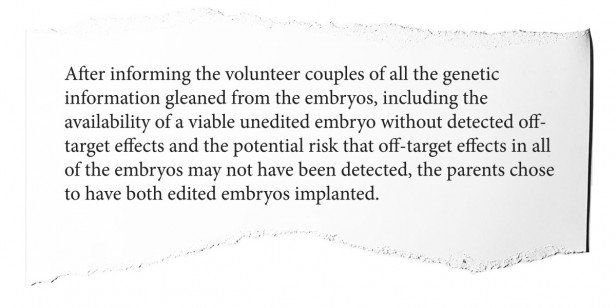 After informing the volunteer couples of all the genetic
information gleaned from the embryos, including the
availability of a viable unedited embryo without detected off-
target effects and the potential risk that off-target effects in all
of the embryos may not have been detected, the parents chose
to have both edited embryos implanted.